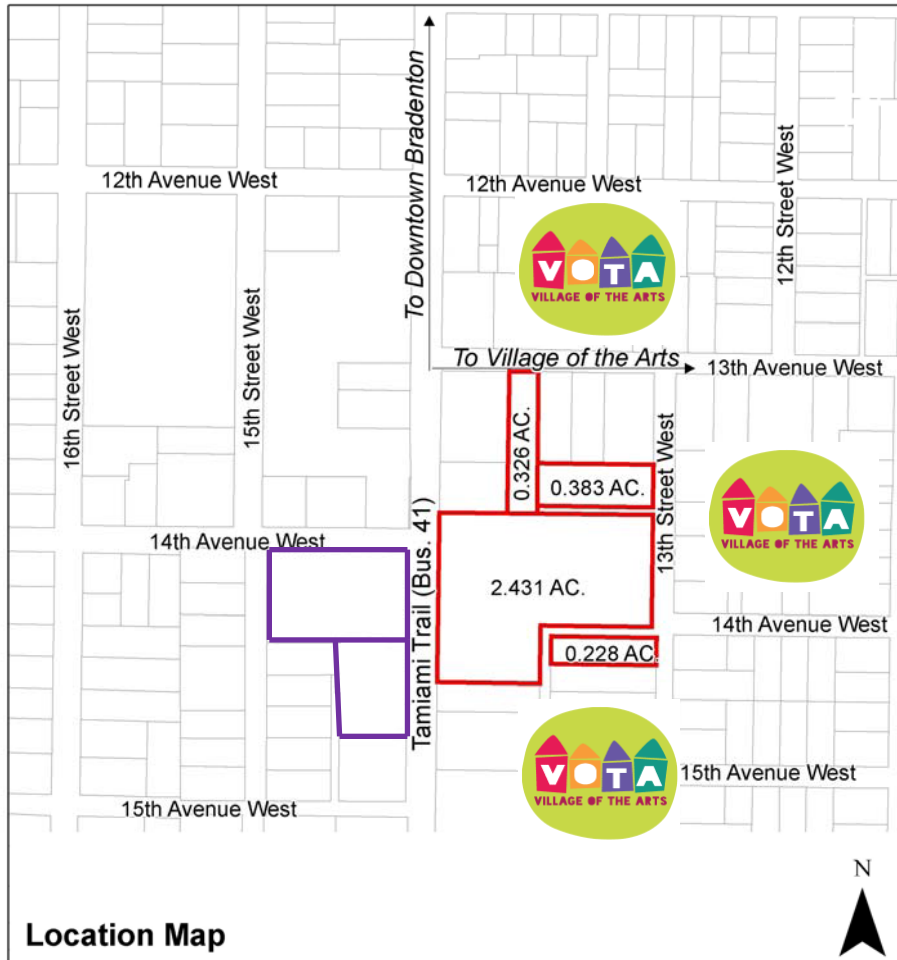 To Downtown Bradenton
12th Street West
12th Avenue West
12th Avenue West
VOTA
VILLAGE OF THE ARTS
16th Street West
15th Street West
To Village of the Arts
13th Avenue West
0.326 AC.
0.383 AC.
13th Street West
VOTA
VILLAGE OF THE ARTS
14th Avenue West
Tamiami Trail (Bus. 41)
2.431 AC.
14th Avenue West
0.228 AC.
VOTA
VILLAGE OF THE ARTS
15th Avenue West
15th Avenue West
N
Location Map